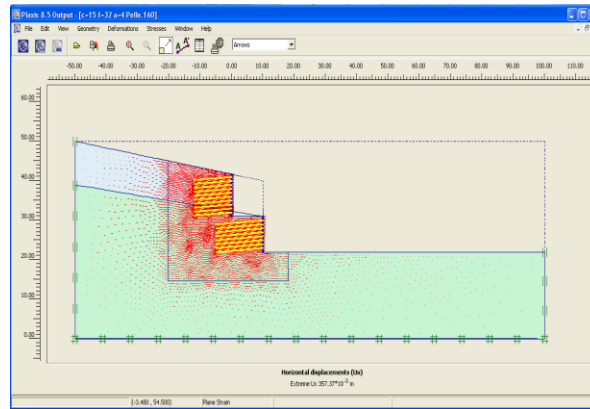 Plaxis 8.5 Output - [c=15 f=32 a=4 Pelle.160]
File Edit View Geometry Deformations Stresses Window Help
Arrows
-50.00 -40.00 -30.00 -20.00 -10.00 0.00 10.00 20.00 30.00 40.00 50.00 60.00 70.00 80.00 90.00 100.00 110.00
60.00
50.00
40.00
30.00
20.00
10.00
0.00
Horizontal displacements (Ux)
Extreme Ux 357.37*10-3 m
(-3.480 , 54.500) Plane Strain